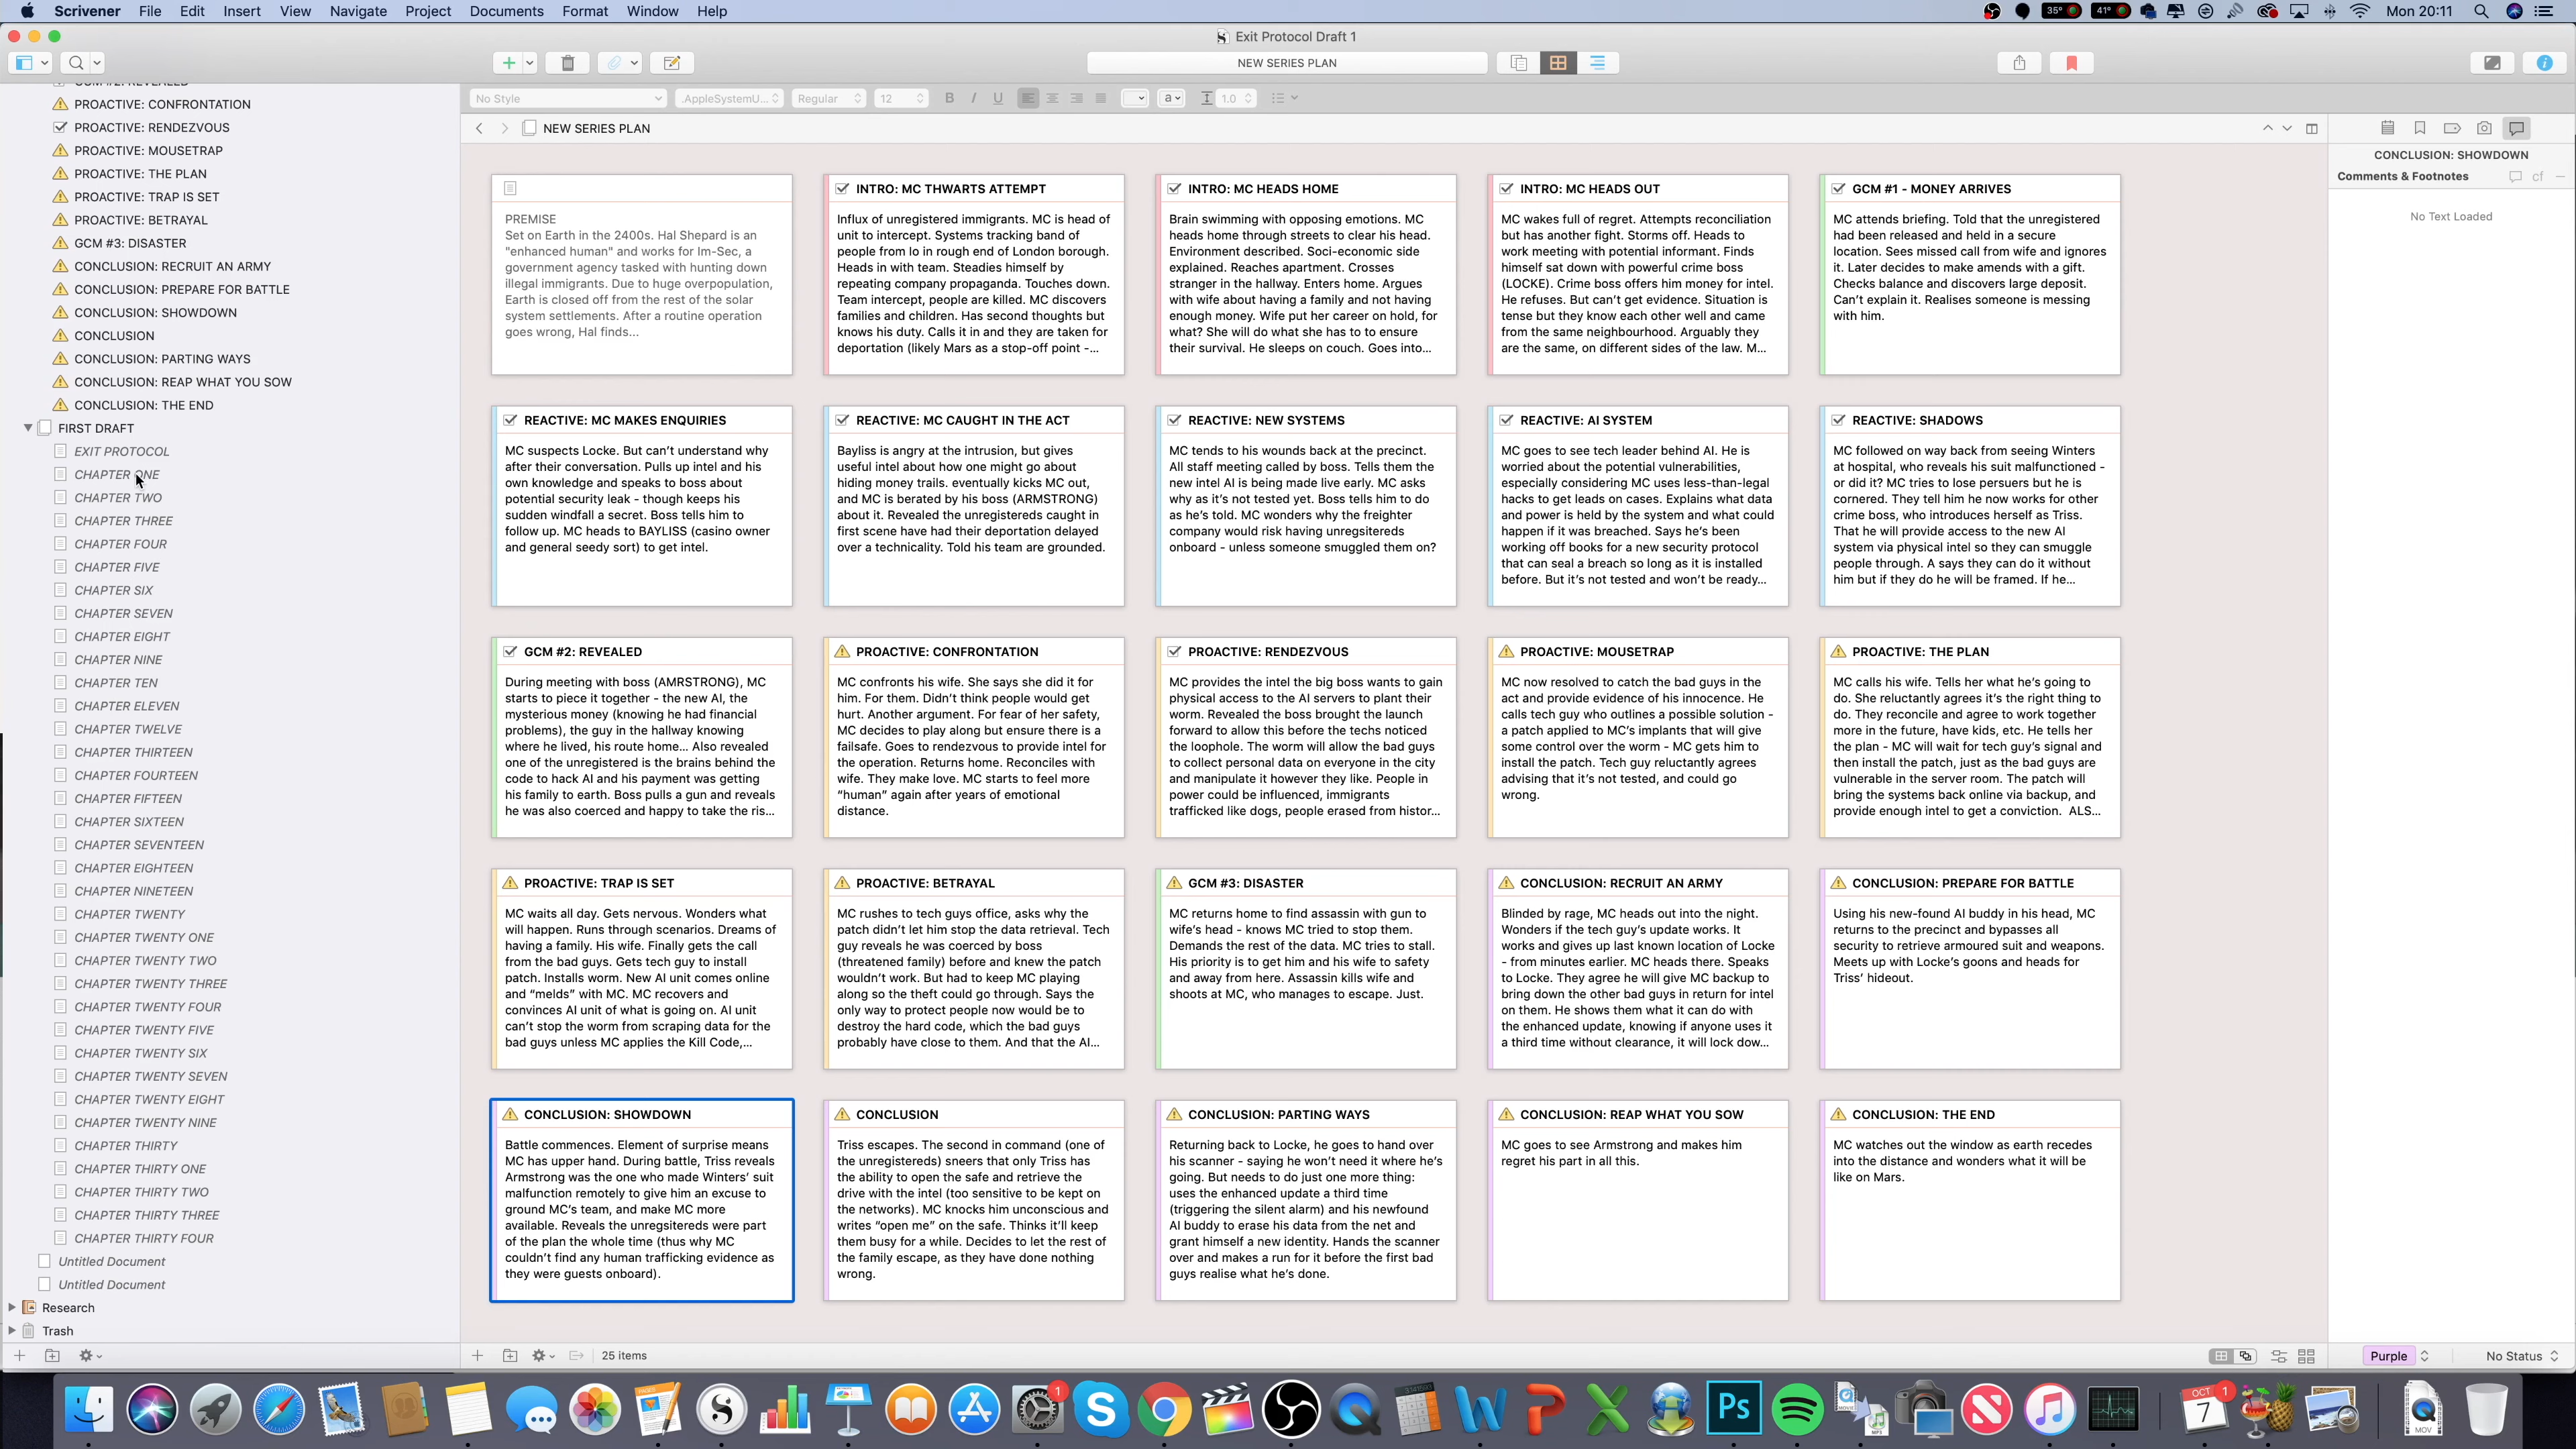 Scrivener File Edit Insert View Navigate Project Documents Format Window Help
35° 41° Mon 20:11
Exit Protocol Draft 1
NEW SERIES PLAN
No Style .AppleSystemU... Regular 12 B I U a 1.0
GCM #2: REVEALED
PROACTIVE: CONFRONTATION
PROACTIVE: RENDEZVOUS
PROACTIVE: MOUSETRAP
PROACTIVE: THE PLAN
PROACTIVE: TRAP IS SET
PROACTIVE: BETRAYAL
GCM #3: DISASTER
CONCLUSION: RECRUIT AN ARMY
CONCLUSION: PREPARE FOR BATTLE
CONCLUSION: SHOWDOWN
CONCLUSION
CONCLUSION: PARTING WAYS
CONCLUSION: REAP WHAT YOU SOW
CONCLUSION: THE END
FIRST DRAFT
EXIT PROTOCOL
CHAPTER ONE
CHAPTER TWO
CHAPTER THREE
CHAPTER FOUR
CHAPTER FIVE
CHAPTER SIX
CHAPTER SEVEN
CHAPTER EIGHT
CHAPTER NINE
CHAPTER TEN
CHAPTER ELEVEN
CHAPTER TWELVE
CHAPTER THIRTEEN
CHAPTER FOURTEEN
CHAPTER FIFTEEN
CHAPTER SIXTEEN
CHAPTER SEVENTEEN
CHAPTER EIGHTEEN
CHAPTER NINETEEN
CHAPTER TWENTY
CHAPTER TWENTY ONE
CHAPTER TWENTY TWO
CHAPTER TWENTY THREE
CHAPTER TWENTY FOUR
CHAPTER TWENTY FIVE
CHAPTER TWENTY SIX
CHAPTER TWENTY SEVEN
CHAPTER TWENTY EIGHT
CHAPTER TWENTY NINE
CHAPTER THIRTY
CHAPTER THIRTY ONE
CHAPTER THIRTY TWO
CHAPTER THIRTY THREE
CHAPTER THIRTY FOUR
Untitled Document
Untitled Document
Research
Trash
NEW SERIES PLAN
PREMISE
Set on Earth in the 2400s. Hal Shepard is an
"enhanced human" and works for Im-Sec, a
government agency tasked with hunting down
illegal immigrants. Due to huge overpopulation,
Earth is closed off from the rest of the solar
system settlements. After a routine operation
goes wrong, Hal finds...
INTRO: MC THWARTS ATTEMPT
Influx of unregistered immigrants. MC is head of
unit to intercept. Systems tracking band of
people from Io in rough end of London borough.
Heads in with team. Steadies himself by
repeating company propaganda. Touches down.
Team intercept, people are killed. MC discovers
families and children. Has second thoughts but
knows his duty. Calls it in and they are taken for
deportation (likely Mars as a stop-off point -...
INTRO: MC HEADS HOME
Brain swimming with opposing emotions. MC
heads home through streets to clear his head.
Environment described. Soci-economic side
explained. Reaches apartment. Crosses
stranger in the hallway. Enters home. Argues
with wife about having a family and not having
enough money. Wife put her career on hold, for
what? She will do what she has to to ensure
their survival. He sleeps on couch. Goes into...
INTRO: MC HEADS OUT
MC wakes full of regret. Attempts reconciliation
but has another fight. Storms off. Heads to
work meeting with potential informant. Finds
himself sat down with powerful crime boss
(LOCKE). Crime boss offers him money for intel.
He refuses. But can't get evidence. Situation is
tense but they know each other well and came
from the same neighbourhood. Arguably they
are the same, on different sides of the law. M...
GCM #1 - MONEY ARRIVES
MC attends briefing. Told that the unregistered
had been released and held in a secure
location. Sees missed call from wife and ignores
it. Later decides to make amends with a gift.
Checks balance and discovers large deposit.
Can't explain it. Realises someone is messing
with him.
REACTIVE: MC MAKES ENQUIRIES
MC suspects Locke. But can't understand why
after their conversation. Pulls up intel and his
own knowledge and speaks to boss about
potential security leak - though keeps his
sudden windfall a secret. Boss tells him to
follow up. MC heads to BAYLISS (casino owner
and general seedy sort) to get intel.
REACTIVE: MC CAUGHT IN THE ACT
Bayliss is angry at the intrusion, but gives
useful intel about how one might go about
hiding money trails. eventually kicks MC out,
and MC is berated by his boss (ARMSTRONG)
about it. Revealed the unregistereds caught in
first scene have had their deportation delayed
over a technicality. Told his team are grounded.
REACTIVE: NEW SYSTEMS
MC tends to his wounds back at the precinct.
All staff meeting called by boss. Tells them the
new intel AI is being made live early. MC asks
why as it's not tested yet. Boss tells him to do
as he's told. MC wonders why the freighter
company would risk having unregsitereds
onboard - unless someone smuggled them on?
REACTIVE: AI SYSTEM
MC goes to see tech leader behind AI. He is
worried about the potential vulnerabilities,
especially considering MC uses less-than-legal
hacks to get leads on cases. Explains what data
and power is held by the system and what could
happen if it was breached. Says he's been
working off books for a new security protocol
that can seal a breach so long as it is installed
before. But it's not tested and won't be ready...
REACTIVE: SHADOWS
MC followed on way back from seeing Winters
at hospital, who reveals his suit malfunctioned -
or did it? MC tries to lose persuers but he is
cornered. They tell him he now works for other
crime boss, who introduces herself as Triss.
That he will provide access to the new AI
system via physical intel so they can smuggle
people through. A says they can do it without
him but if they do he will be framed. If he...
GCM #2: REVEALED
During meeting with boss (AMRSTRONG), MC
starts to piece it together - the new AI, the
mysterious money (knowing he had financial
problems), the guy in the hallway knowing
where he lived, his route home... Also revealed
one of the unregistered is the brains behind the
code to hack AI and his payment was getting
his family to earth. Boss pulls a gun and reveals
he was also coerced and happy to take the ris...
PROACTIVE: CONFRONTATION
MC confronts his wife. She says she did it for
him. For them. Didn't think people would get
hurt. Another argument. For fear of her safety,
MC decides to play along but ensure there is a
failsafe. Goes to rendezvous to provide intel for
the operation. Returns home. Reconciles with
wife. They make love. MC starts to feel more
"human" again after years of emotional
distance.
PROACTIVE: RENDEZVOUS
MC provides the intel the big boss wants to gain
physical access to the AI servers to plant their
worm. Revealed the boss brought the launch
forward to allow this before the techs noticed
the loophole. The worm will allow the bad guys
to collect personal data on everyone in the city
and manipulate it however they like. People in
power could be influenced, immigrants
trafficked like dogs, people erased from histor...
PROACTIVE: MOUSETRAP
MC now resolved to catch the bad guys in the
act and provide evidence of his innocence. He
calls tech guy who outlines a possible solution -
a patch applied to MC's implants that will give
some control over the worm - MC gets him to
install the patch. Tech guy reluctantly agrees
advising that it's not tested, and could go
wrong.
PROACTIVE: THE PLAN
MC calls his wife. Tells her what he's going to
do. She reluctantly agrees it's the right thing to
do. They reconcile and agree to work together
more in the future, have kids, etc. He tells her
the plan - MC will wait for tech guy's signal and
then install the patch, just as the bad guys are
vulnerable in the server room. The patch will
bring the systems back online via backup, and
provide enough intel to get a conviction. ALS...
PROACTIVE: TRAP IS SET
MC waits all day. Gets nervous. Wonders what
will happen. Runs through scenarios. Dreams of
having a family. His wife. Finally gets the call
from the bad guys. Gets tech guy to install
patch. Installs worm. New AI unit comes online
and "melds" with MC. MC recovers and
convinces AI unit of what is going on. AI unit
can't stop the worm from scraping data for the
bad guys unless MC applies the Kill Code,...
PROACTIVE: BETRAYAL
MC rushes to tech guys office, asks why the
patch didn't let him stop the data retrieval. Tech
guy reveals he was coerced by boss
(threatened family) before and knew the patch
wouldn't work. But had to keep MC playing
along so the theft could go through. Says the
only way to protect people now would be to
destroy the hard code, which the bad guys
probably have close to them. And that the AI...
GCM #3: DISASTER
MC returns home to find assassin with gun to
wife's head - knows MC tried to stop them.
Demands the rest of the data. MC tries to stall.
His priority is to get him and his wife to safety
and away from here. Assassin kills wife and
shoots at MC, who manages to escape. Just.
CONCLUSION: RECRUIT AN ARMY
Blinded by rage, MC heads out into the night.
Wonders if the tech guy's update works. It
works and gives up last known location of Locke
- from minutes earlier. MC heads there. Speaks
to Locke. They agree he will give MC backup to
bring down the other bad guys in return for intel
on them. He shows them what it can do with
the enhanced update, knowing if anyone uses it
a third time without clearance, it will lock dow...
CONCLUSION: PREPARE FOR BATTLE
Using his new-found AI buddy in his head, MC
returns to the precinct and bypasses all
security to retrieve armoured suit and weapons.
Meets up with Locke's goons and heads for
Triss' hideout.
CONCLUSION: SHOWDOWN
Battle commences. Element of surprise means
MC has upper hand. During battle, Triss reveals
Armstrong was the one who made Winters' suit
malfunction remotely to give him an excuse to
ground MC's team, and make MC more
available. Reveals the unregsitereds were part
of the plan the whole time (thus why MC
couldn't find any human trafficking evidence as
they were guests onboard).
CONCLUSION
Triss escapes. The second in command (one of
the unregistereds) sneers that only Triss has
the ability to open the safe and retrieve the
drive with the intel (too sensitive to be kept on
the networks). MC knocks him unconscious and
writes "open me" on the safe. Thinks it'll keep
them busy for a while. Decides to let the rest of
the family escape, as they have done nothing
wrong.
CONCLUSION: PARTING WAYS
Returning back to Locke, he goes to hand over
his scanner - saying he won't need it where he's
going. But needs to do just one more thing:
uses the enhanced update a third time
(triggering the silent alarm) and his newfound
AI buddy to erase his data from the net and
grant himself a new identity. Hands the scanner
over and makes a run for it before the first bad
guys realise what he's done.
CONCLUSION: REAP WHAT YOU SOW
MC goes to see Armstrong and makes him
regret his part in all this.
CONCLUSION: THE END
MC watches out the window as earth recedes
into the distance and wonders what it will be
like on Mars.
CONCLUSION: SHOWDOWN
Comments & Footnotes cf
No Text Loaded
25 items
Purple No Status
PAGES 1 Ps OCT 7 1 MOV